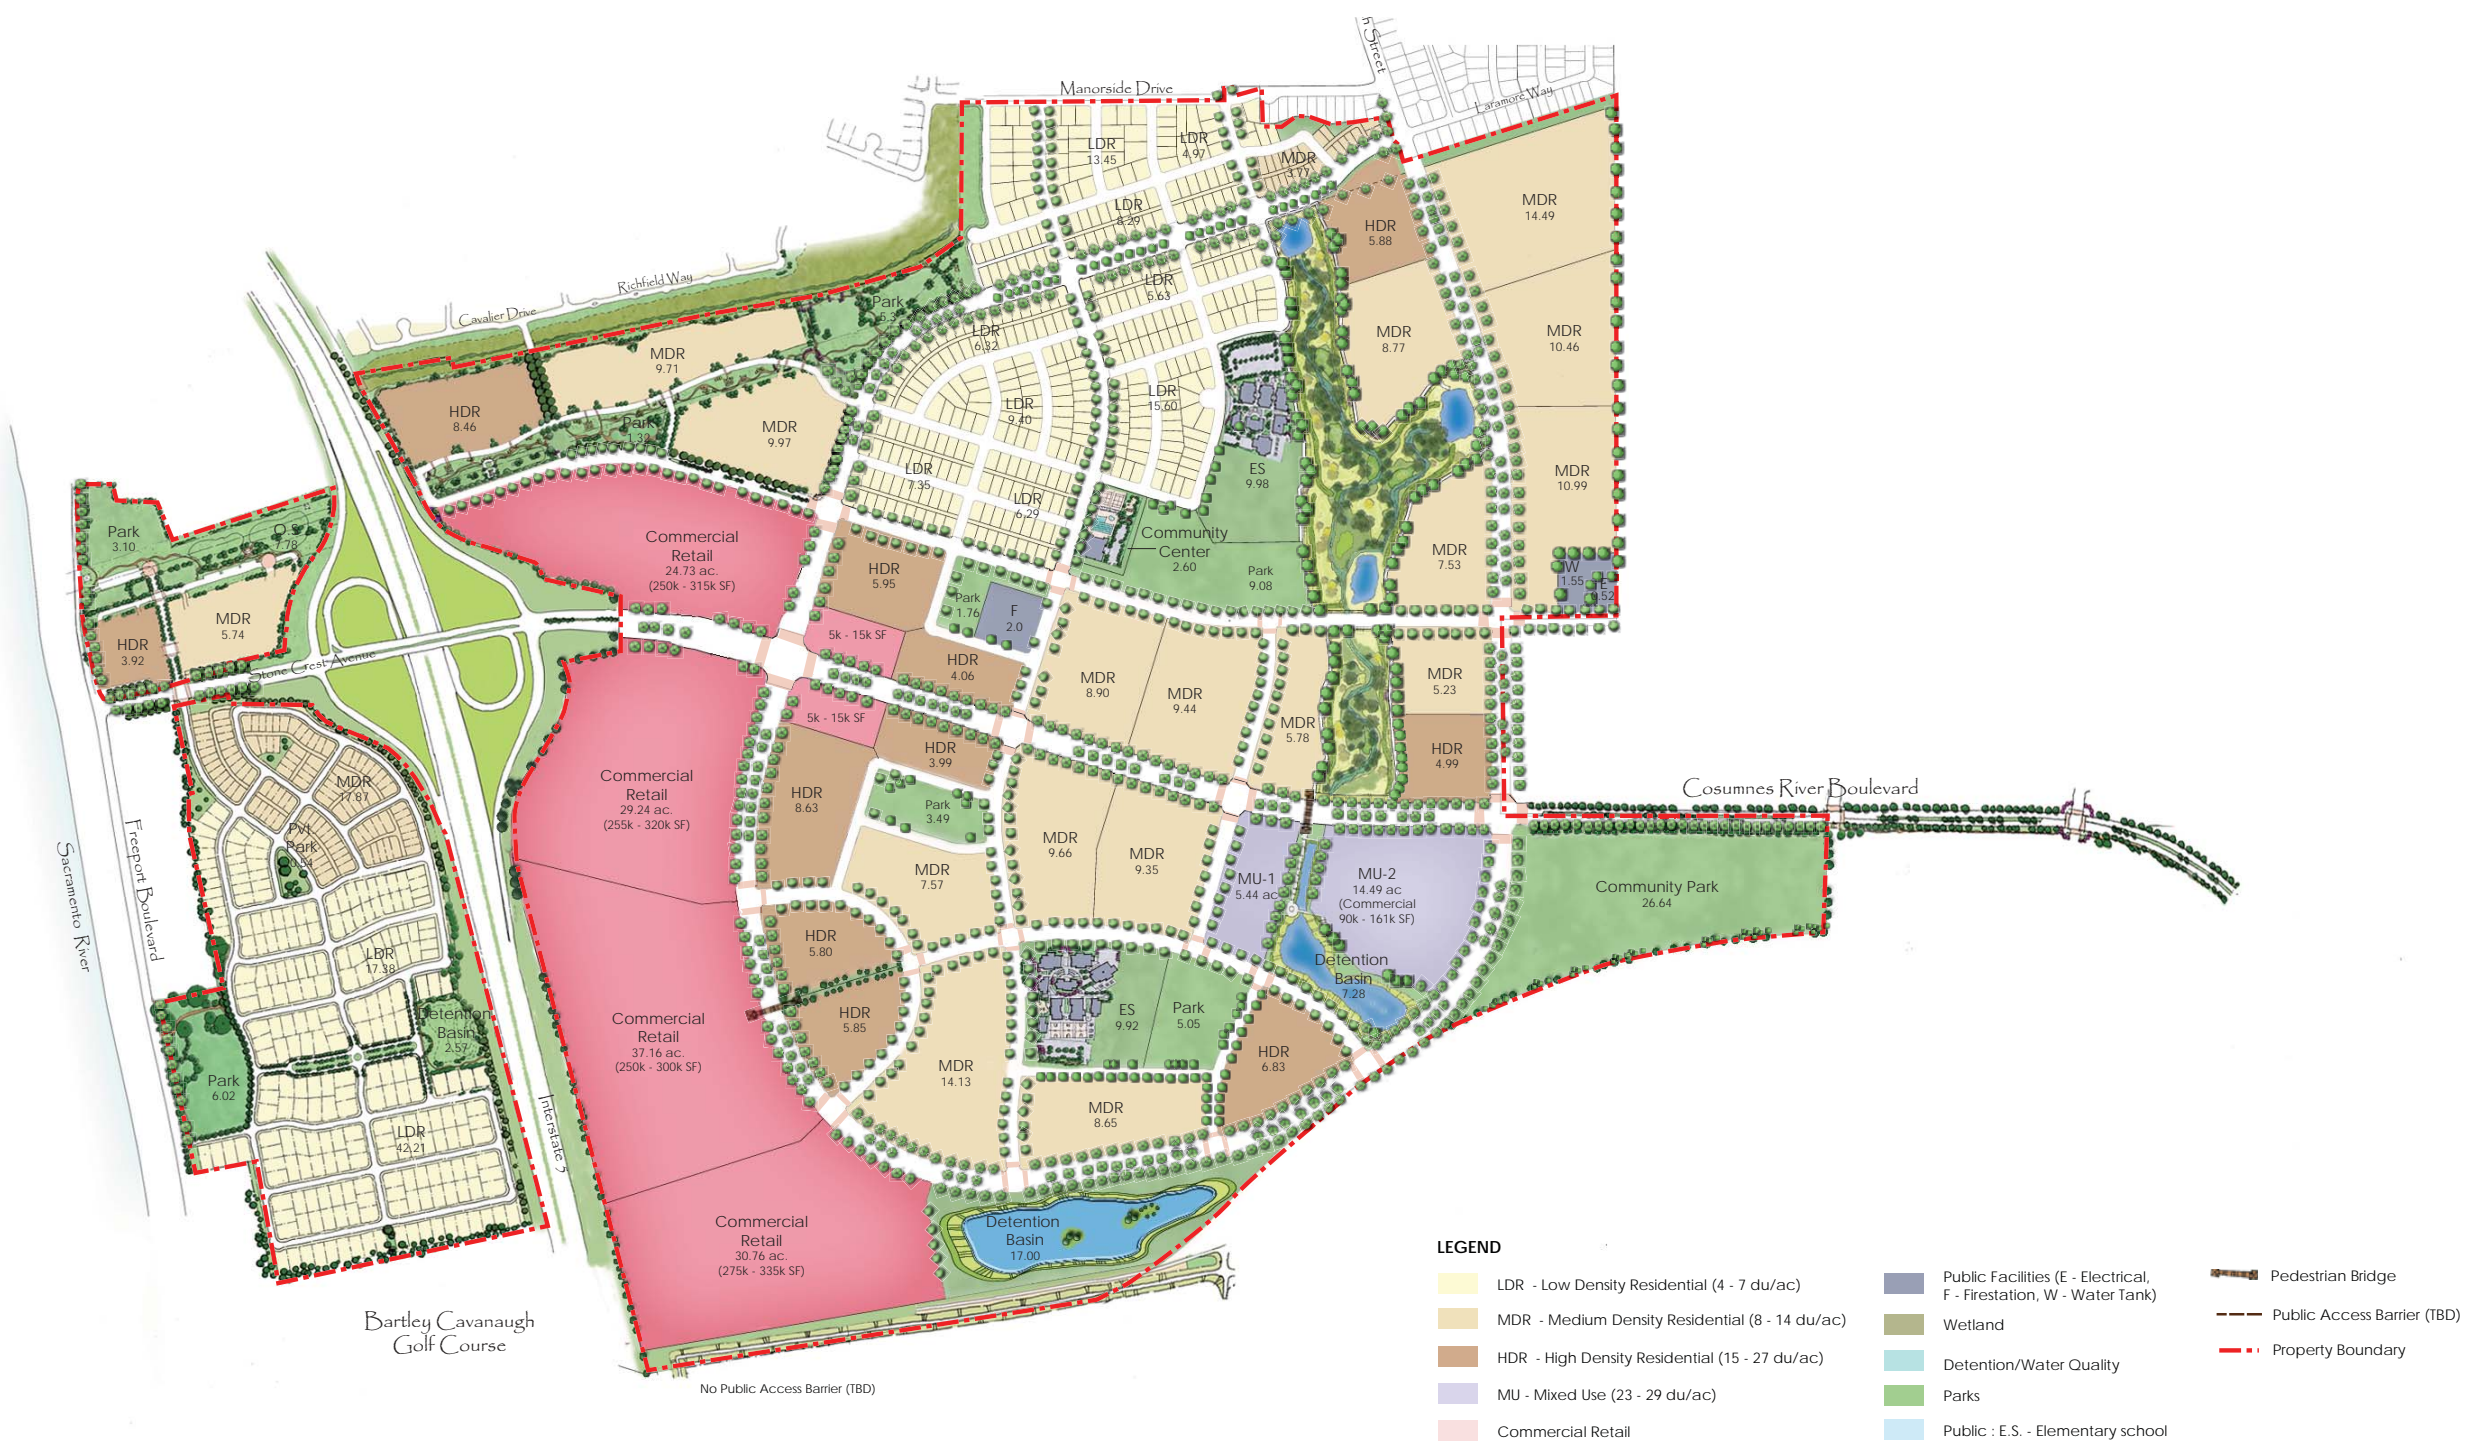 h Street
Manorside Drive
Laramore Way
LDR
13.45
LDR
4.97
MDR
3.77
LDR
8.29
MDR
14.49
HDR
5.88
Richfield Way
Cavalier Drive
LDR
5.63
Park
5.3
LDR
6.32
MDR
8.77
MDR
10.46
MDR
9.71
HDR
8.46
Park
1.32
MDR
9.97
LDR
9.40
LDR
15.60
LDR
7.35
LDR
6.29
ES
9.98
MDR
10.99
Park
3.10
O.S.
7.78
Commercial
Retail
24.73 ac.
(250k - 315k SF)
Community
Center
2.60
Park
9.08
MDR
7.53
W
1.55
E
0.52
HDR
5.95
Park
1.76
F
2.0
MDR
5.74
HDR
3.92
Stone Crest Avenue
5k - 15k SF
HDR
4.06
MDR
8.90
MDR
9.44
MDR
5.23
5k - 15k SF
HDR
3.99
MDR
5.78
HDR
4.99
Commercial
Retail
29.24 ac.
(255k - 320k SF)
HDR
8.63
Park
3.49
Cosumnes River Boulevard
MDR
17.87
Pvt.
Park
0.54
MDR
9.66
MDR
9.35
MDR
7.57
MU-1
5.44 ac
MU-2
14.49 ac
(Commercial
90k - 161k SF)
Community Park
26.64
Sacramento River
Freeport Boulevard
LDR
17.38
HDR
5.80
Detention
Basin
7.28
Detention
Basin
2.57
Commercial
Retail
37.16 ac.
(250k - 300k SF)
HDR
5.85
ES
9.92
Park
5.05
HDR
6.83
MDR
14.13
MDR
8.65
Park
6.02
LDR
42.21
Interstate 5
Commercial
Retail
30.76 ac.
(275k - 335k SF)
Detention
Basin
17.00
Bartley Cavanaugh
Golf Course
No Public Access Barrier (TBD)
LEGEND
LDR - Low Density Residential (4 - 7 du/ac)
MDR - Medium Density Residential (8 - 14 du/ac)
HDR - High Density Residential (15 - 27 du/ac)
MU - Mixed Use (23 - 29 du/ac)
Commercial Retail
Public Facilities (E - Electrical,
F - Firestation, W - Water Tank)
Wetland
Detention/Water Quality
Parks
Public : E.S. - Elementary school
Pedestrian Bridge
Public Access Barrier (TBD)
Property Boundary